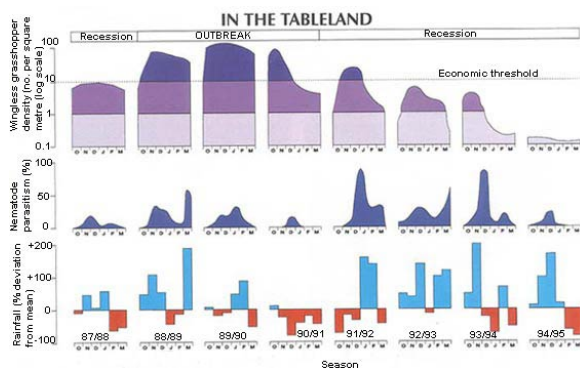 IN THE TABLELAND
Recession OUTBREAK Recession
Wingless grasshopper
density (no. per square
metre (log scale)
100
10
1
0.1
Economic threshold
Nematode
parasitism (%)
100
50
0
O N D J F M O N D J F M O N D J F M O N D J F M O N D J F M O N D J F M O N D J F M O N D J F M
Rainfall (% deviation
from mean)
+200
+100
0
-100
87/88 88/89 89/90 90/91 91/92 92/93 93/94 94/95
Season